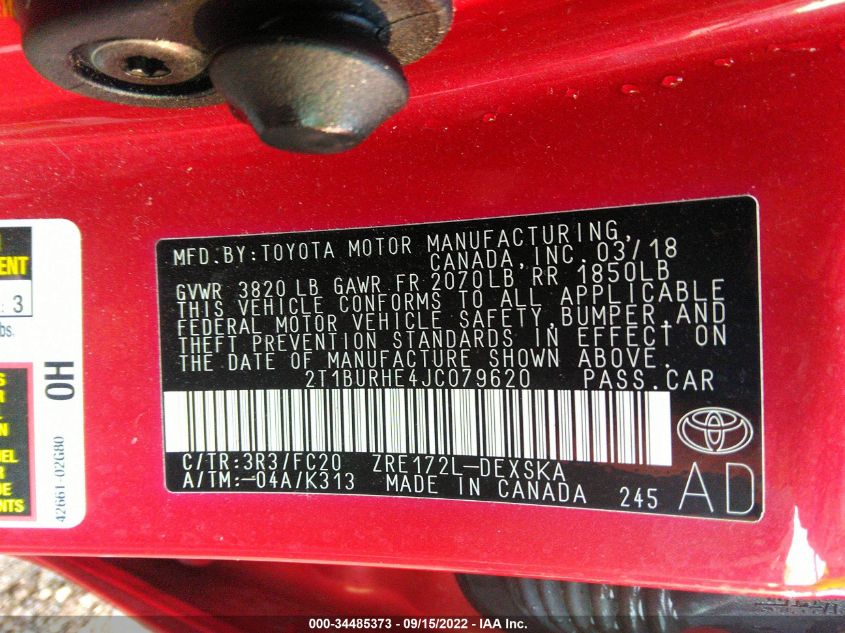 MFD.BY:TOYOTA MOTOR MANUFACTURING,
CANADA, INC. 03/18
GVWR 3820 LB GAWR FR 2070LB RR 1850LB
THIS VEHICLE CONFORMS TO ALL APPLICABLE
FEDERAL MOTOR VEHICLE SAFETY, BUMPER, AND
THEFT PREVENTION STANDARDS IN EFFECT ON
THE DATE OF MANUFACTURE SHOWN ABOVE.
2T1BURHE4JC079620 PASS.CAR
C/TR:3R3/FC20 ZRE172L-DEXSKA
A/TM:-04A/K313 MADE IN CANADA 245
AD
: 3
bs.
OH
42661-02G80
000-34485373 - 09/15/2022 - IAA Inc.